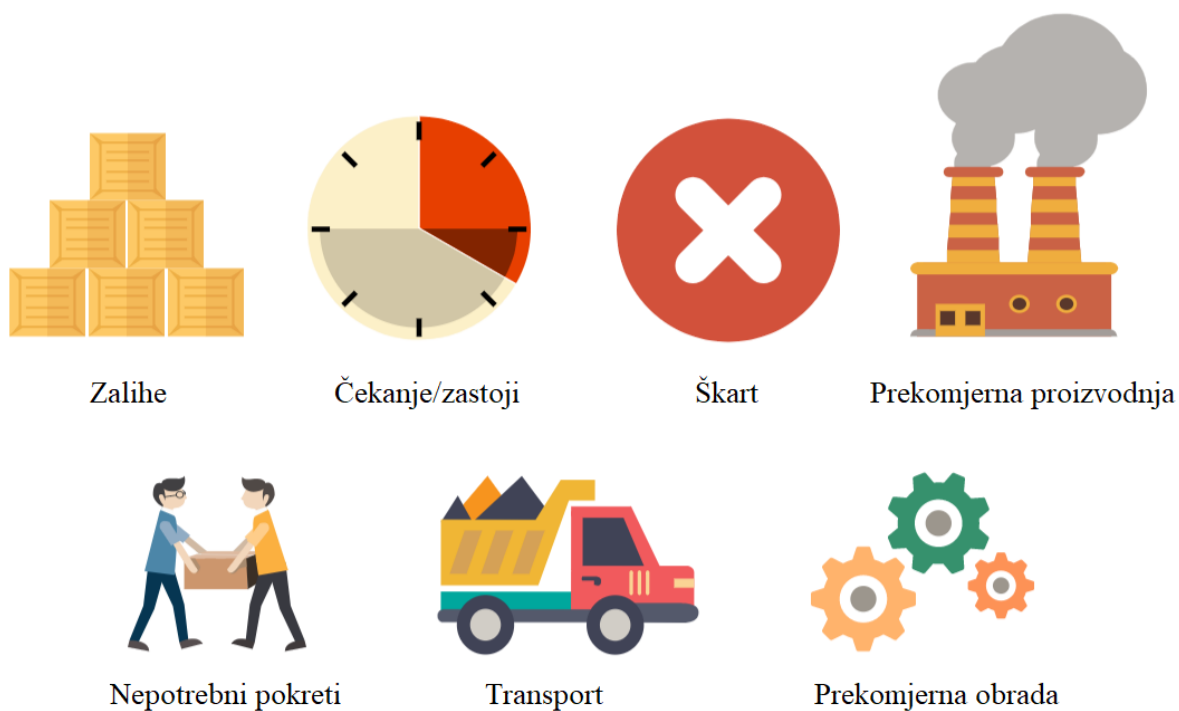 Zalihe
Čekanje/zastoji
Škart
Prekomjerna proizvodnja
Nepotrebni pokreti
Transport
Prekomjerna obrada